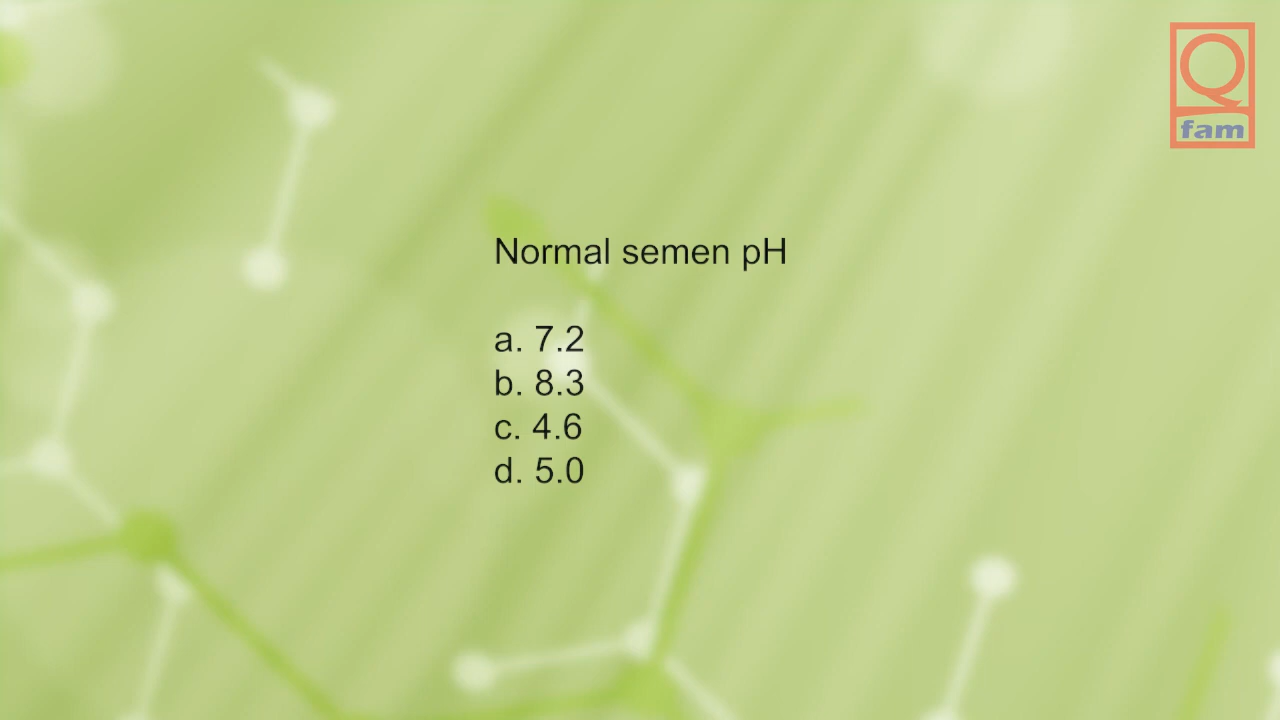 Q
fam
Normal semen pH
a. 7.2
b. 8.3
c. 4.6
d. 5.0